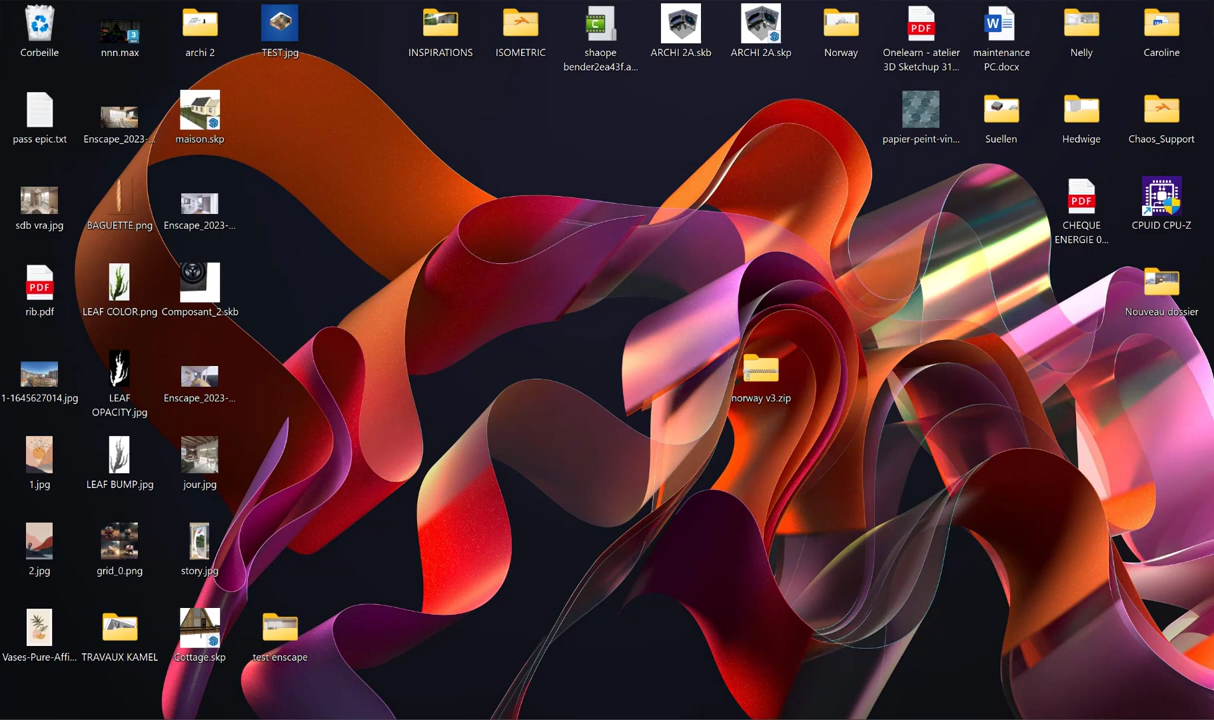 Corbeille
nnn.max
archi 2
TEST.jpg
INSPIRATIONS
ISOMETRIC
shaope
bender2ea43f.a...
ARCHI 2A.skb
ARCHI 2A.skp
Norway
Onelearn - atelier
3D Sketchup 31...
maintenance
PC.docx
Nelly
Caroline
pass epic.txt
Enscape_2023-...
maison.skp
papier-peint-vin...
Suellen
Hedwige
Chaos_Support
sdb vra.jpg
BAGUETTE.png
Enscape_2023-...
CHEQUE
ENERGIE 0...
CPUID CPU-Z
rib.pdf
LEAF COLOR.png
Composant_2.skb
Nouveau dossier
1-1645627014.jpg
LEAF
OPACITY.jpg
Enscape_2023-...
norway v3.zip
1.jpg
LEAF BUMP.jpg
jour.jpg
2.jpg
grid_0.png
story.jpg
Vases-Pure-Affi...
TRAVAUX KAMEL
Cottage.skp
test enscape
PDF
W
PDF
PDF
C
3